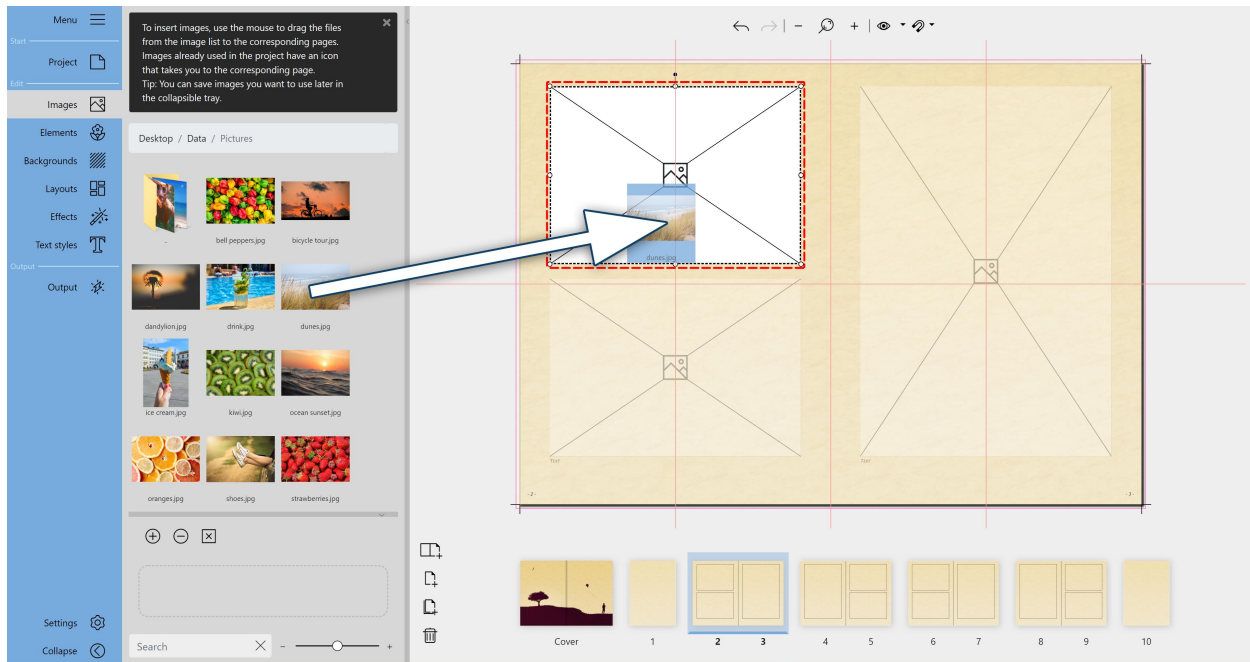 Menu
Start
Project
Edit
Images
Elements
Backgrounds
Layouts
Effects
Text styles
Output
Output
Settings
Collapse
To insert images, use the mouse to drag the files
from the image list to the corresponding pages.
Images already used in the project have an icon
that takes you to the corresponding page.
Tip: You can save images you want to use later in
the collapsible tray.
Desktop / Data / Pictures
..
bell peppers.jpg
bicycle tour.jpg
dandylion.jpg
drink.jpg
dunes.jpg
ice cream.jpg
kiwi.jpg
ocean sunset.jpg
oranges.jpg
shoes.jpg
strawberries.jpg
Search
dunes.jpg
Text
Text
- 2 -
- 3 -
Cover
1
2
3
4
5
6
7
8
9
10